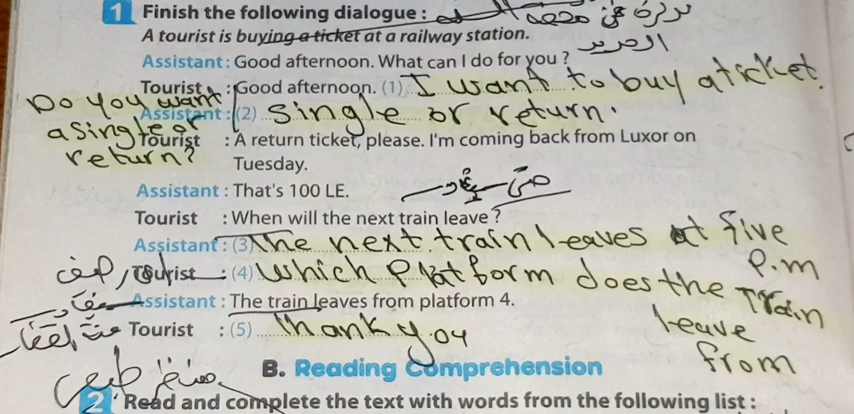 1 Finish the following dialogue :
A tourist is buying a ticket at a railway station.
Assistant : Good afternoon. What can I do for you ?
Tourist : Good afternoon. (1) I want to buy a ticket.
Do you want
a single or
return?
Assistant : (2) single or return.
Tourist : A return ticket, please. I'm coming back from Luxor on
Tuesday.
Assistant : That's 100 LE.
Tourist : When will the next train leave ?
Assistant : (3) The next train leaves at five
p.m
Tourist : (4) Which Platform does the Train
leave
from
Assistant : The train leaves from platform 4.
Tourist : (5) thank you
B. Reading Comprehension
2 Read and complete the text with words from the following list :